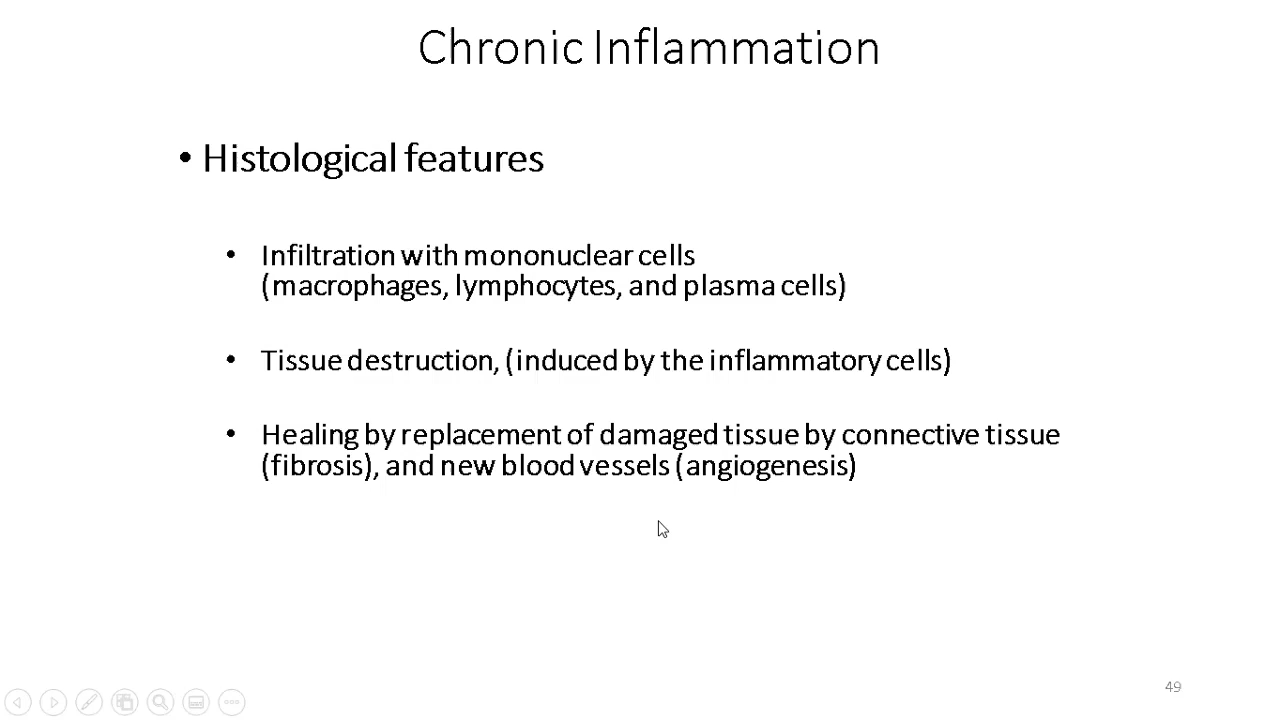 Chronic Inflammation
• Histological features
• Infiltration with mononuclear cells
(macrophages, lymphocytes, and plasma cells)
• Tissue destruction, (induced by the inflammatory cells)
• Healing by replacement of damaged tissue by connective tissue
(fibrosis), and new blood vessels (angiogenesis)
49